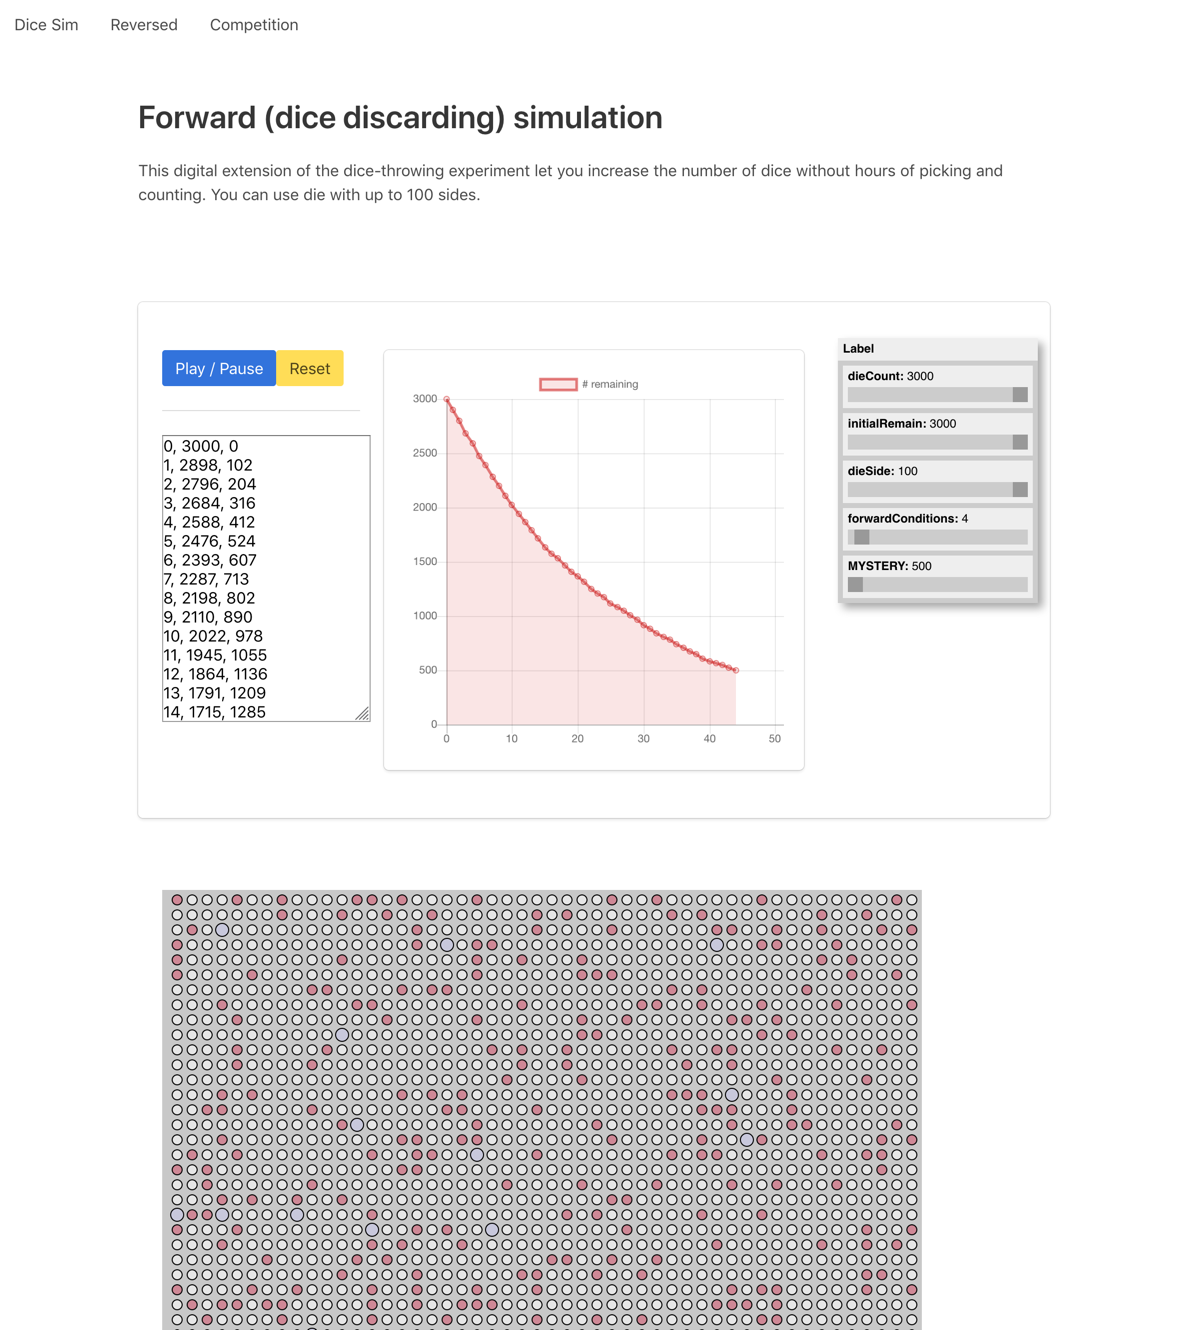 Dice Sim Reversed Competition
Forward (dice discarding) simulation
This digital extension of the dice-throwing experiment let you increase the number of dice without hours of picking and
counting. You can use die with up to 100 sides.
Play / Pause Reset
0, 3000, 0
1, 2898, 102
2, 2796, 204
3, 2684, 316
4, 2588, 412
5, 2476, 524
6, 2393, 607
7, 2287, 713
8, 2198, 802
9, 2110, 890
10, 2022, 978
11, 1945, 1055
12, 1864, 1136
13, 1791, 1209
14, 1715, 1285
# remaining
3000
2500
2000
1500
1000
500
0
0 10 20 30 40 50
Label
dieCount: 3000
initialRemain: 3000
dieSide: 100
forwardConditions: 4
MYSTERY: 500